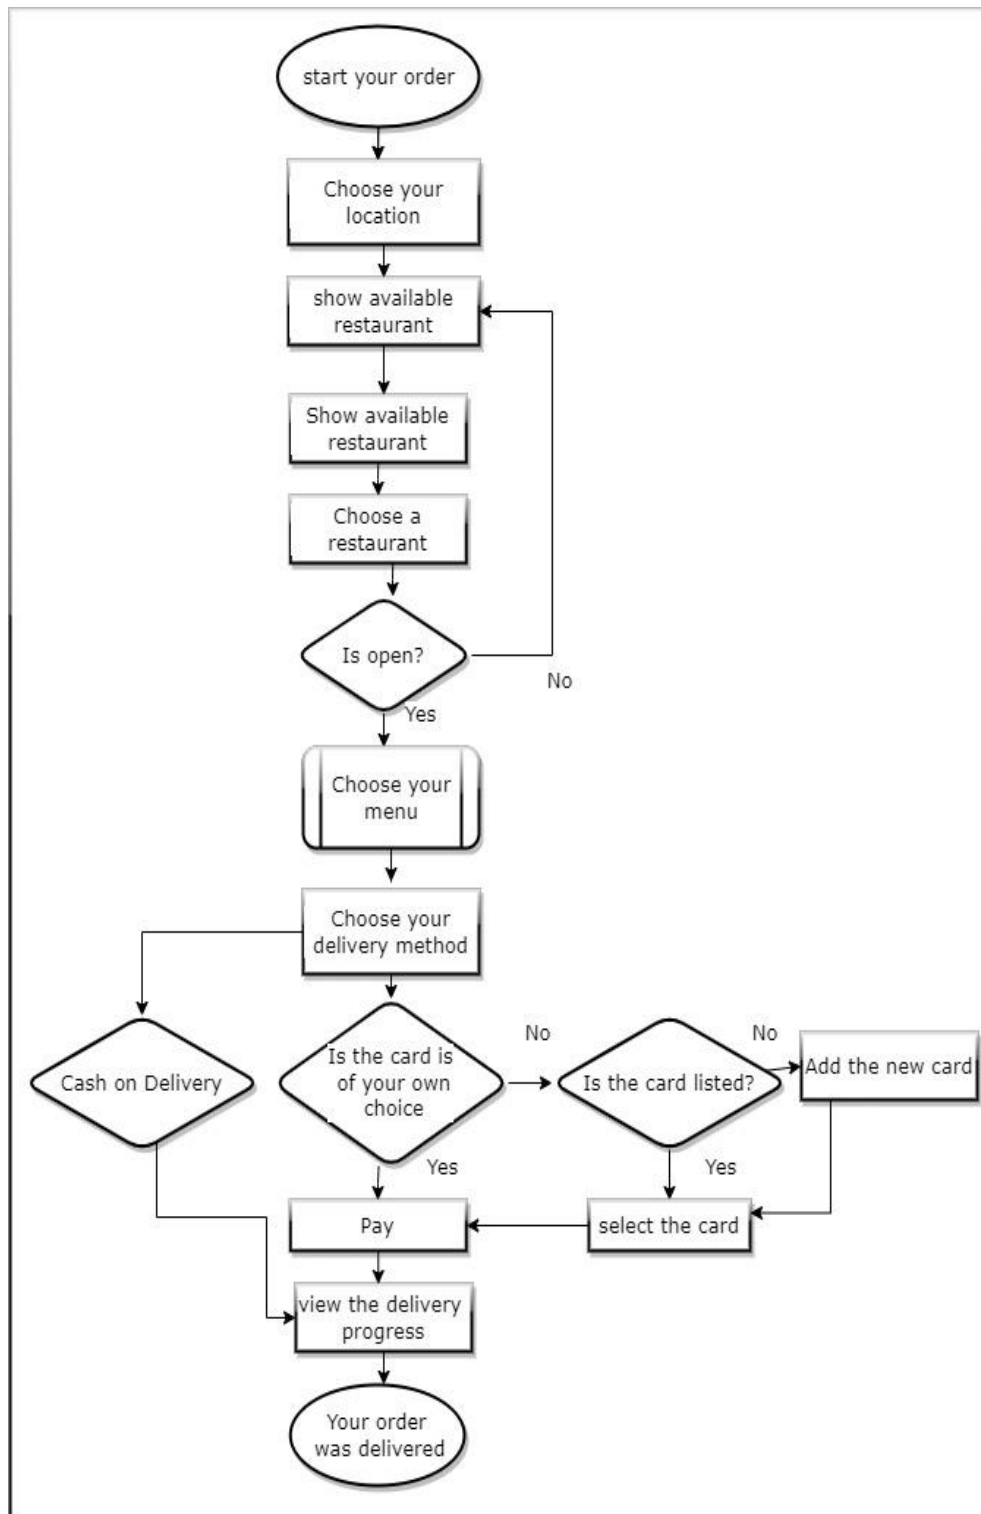 start your order
Choose your
location
show available
restaurant
Show available
restaurant
Choose a
restaurant
Is open?
No
Yes
Choose your
menu
Choose your
delivery method
Cash on Delivery
Is the card is
of your own
choice
No
Is the card listed?
No
Add the new card
Yes
Yes
Pay
select the card
view the delivery
progress
Your order
was delivered